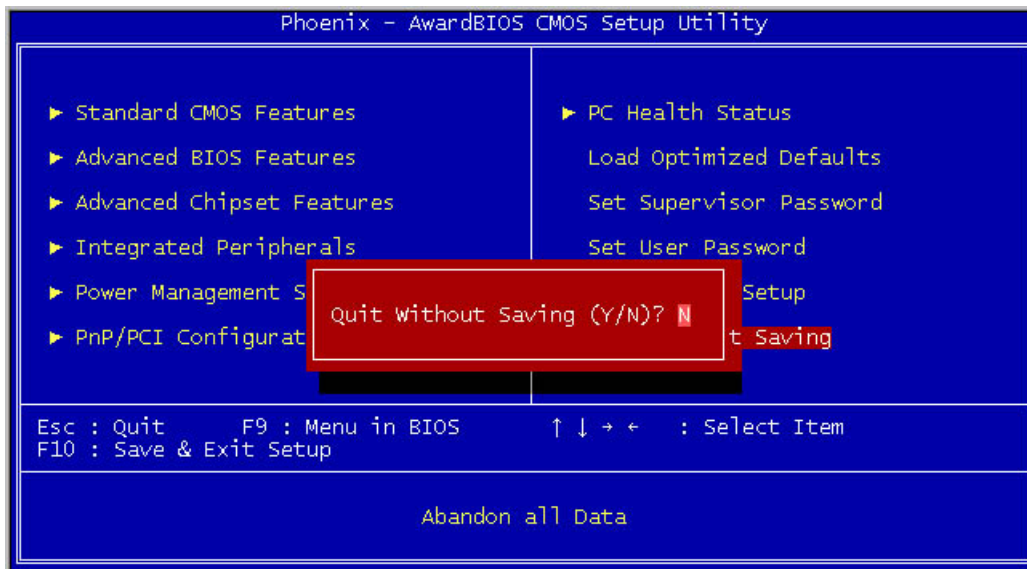 Phoenix - AwardBIOS CMOS Setup Utility
► Standard CMOS Features
► Advanced BIOS Features
► Advanced Chipset Features
► Integrated Peripherals
► Power Management S
► PnP/PCI Configurat
► PC Health Status
Load Optimized Defaults
Set Supervisor Password
Set User Password
Setup
t Saving
Quit Without Saving (Y/N)? N
Esc : Quit F9 : Menu in BIOS ↑ ↓ → ← : Select Item
F10 : Save & Exit Setup
Abandon all Data